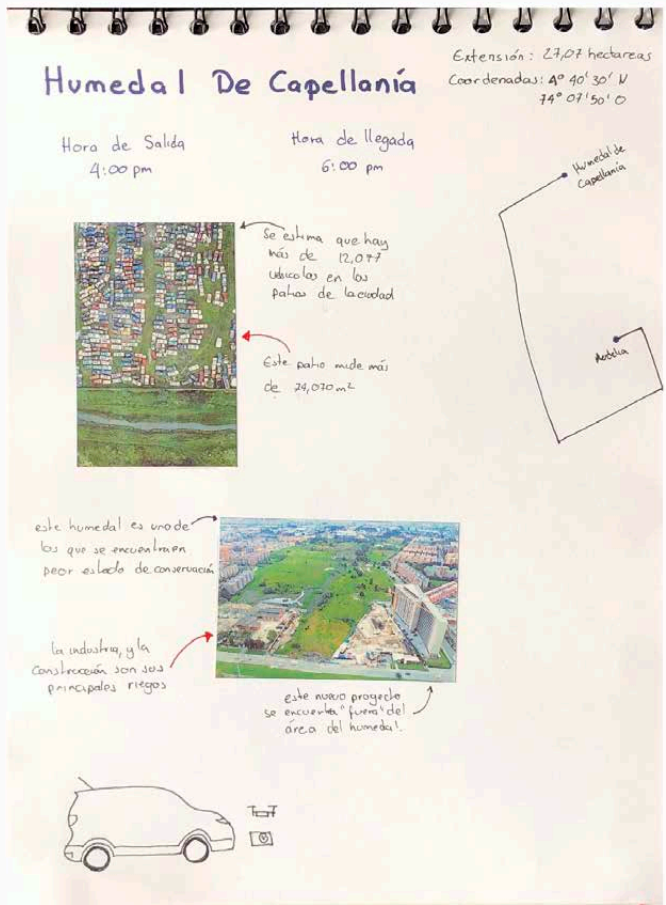 Humedal De Capellanía
Extensión: 27,07 hectareas
Coordenadas: 4° 40' 30' N
74° 07' 50' O
Hora de Salida
4:00 pm
Hora de llegada
6:00 pm
Humedal de
Capellanía
Se estima que hay
más de 12,077
vehículos en los
patios de la ciudad
Este patio mide más
de 74,070 m²
este humedal es uno de
los que se encuentra en
peor estado de conservación
la industria, y la
construcción son sus
principales riegos
este nuevo proyecto
se encuentra "fuera" del
área del humedal.